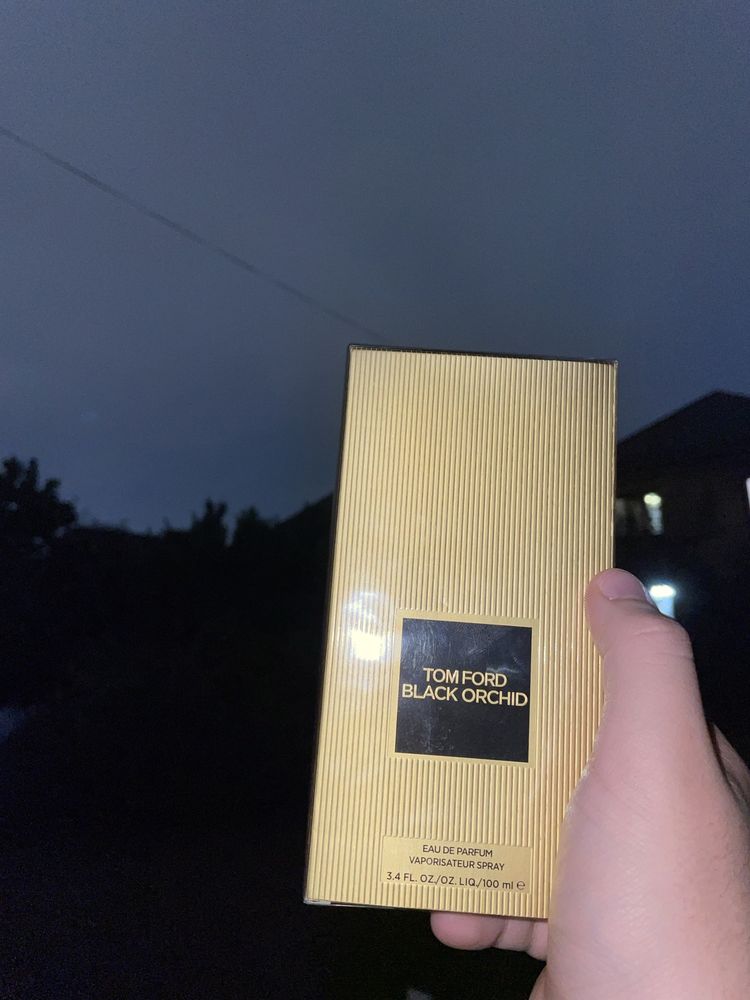 TOM FORD
BLACK ORCHID
EAU DE PARFUM
VAPORISATEUR SPRAY
3.4 FL. OZ./OZ. LIQ./100 ml ℮